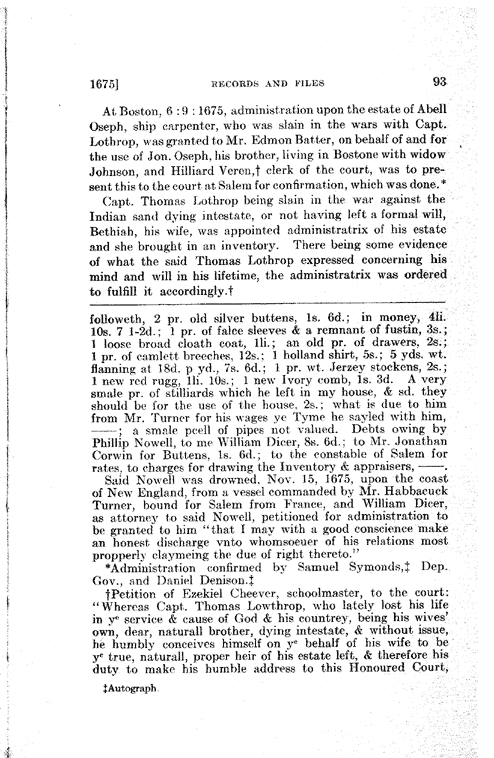 1675] RECORDS AND FILES 93
At Boston, 6 : 9 : 1675, administration upon the estate of Abell
Oseph, ship carpenter, who was slain in the wars with Capt.
Lothrop, was granted to Mr. Edmon Batter, on behalf of and for
the use of Jon. Oseph, his brother, living in Bostone with widow
Johnson, and Hilliard Veren,† clerk of the court, was to pre-
sent this to the court at Salem for confirmation, which was done.*
Capt. Thomas Lothrop being slain in the war against the
Indian sand dying intestate, or not having left a formal will,
Bethiah, his wife, was appointed administratrix of his estate
and she brought in an inventory. There being some evidence
of what the said Thomas Lothrop expressed concerning his
mind and will in his lifetime, the administratrix was ordered
to fulfill it accordingly.†
followeth, 2 pr. old silver buttens, 1s. 6d.; in money, 4li.
10s. 7 1-2d.; 1 pr. of falce sleeves & a remnant of fustin, 3s.;
1 loose broad cloath coat, 1li.; an old pr. of drawers, 2s.;
1 pr. of camlett breeches, 12s.; 1 holland shirt, 5s.; 5 yds. wt.
flanning at 18d. p yd., 7s. 6d.; 1 pr. wt. Jerzey stockens, 2s.;
1 new red rugg, 1li. 10s.; 1 new Ivory comb, 1s. 3d. A very
smale pr. of stilliards which he left in my house, & sd. they
should be for the use of the house, 2s.; what is due to him
from Mr. Turner for his wages ye Tyme he sayled with him,
——; a smale pcell of pipes not valued. Debts owing by
Phillip Nowell, to me William Dicer, 8s. 6d.; to Mr. Jonathan
Corwin for Buttens, 1s. 6d.; to the constable of Salem for
rates, to charges for drawing the Inventory & appraisers, ——.
Said Nowell was drowned, Nov. 15, 1675, upon the coast
of New England, from a vessel commanded by Mr. Habbacuck
Turner, bound for Salem from France, and William Dicer,
as attorney to said Nowell, petitioned for administration to
be granted to him "that I may with a good conscience make
an honest discharge vnto whomsoeuer of his relations most
propperly claymeing the due of right thereto."
*Administration confirmed by Samuel Symonds,‡ Dep.
Gov., and Daniel Denison.‡
†Petition of Ezekiel Cheever, schoolmaster, to the court:
"Whereas Capt. Thomas Lowthrop, who lately lost his life
in yᵉ service & cause of God & his countrey, being his wives'
own, dear, naturall brother, dying intestate, & without issue,
he humbly conceives himself on yᵉ behalf of his wife to be
yᵉ true, naturall, proper heir of his estate left, & therefore his
duty to make his humble address to this Honoured Court,
‡Autograph.